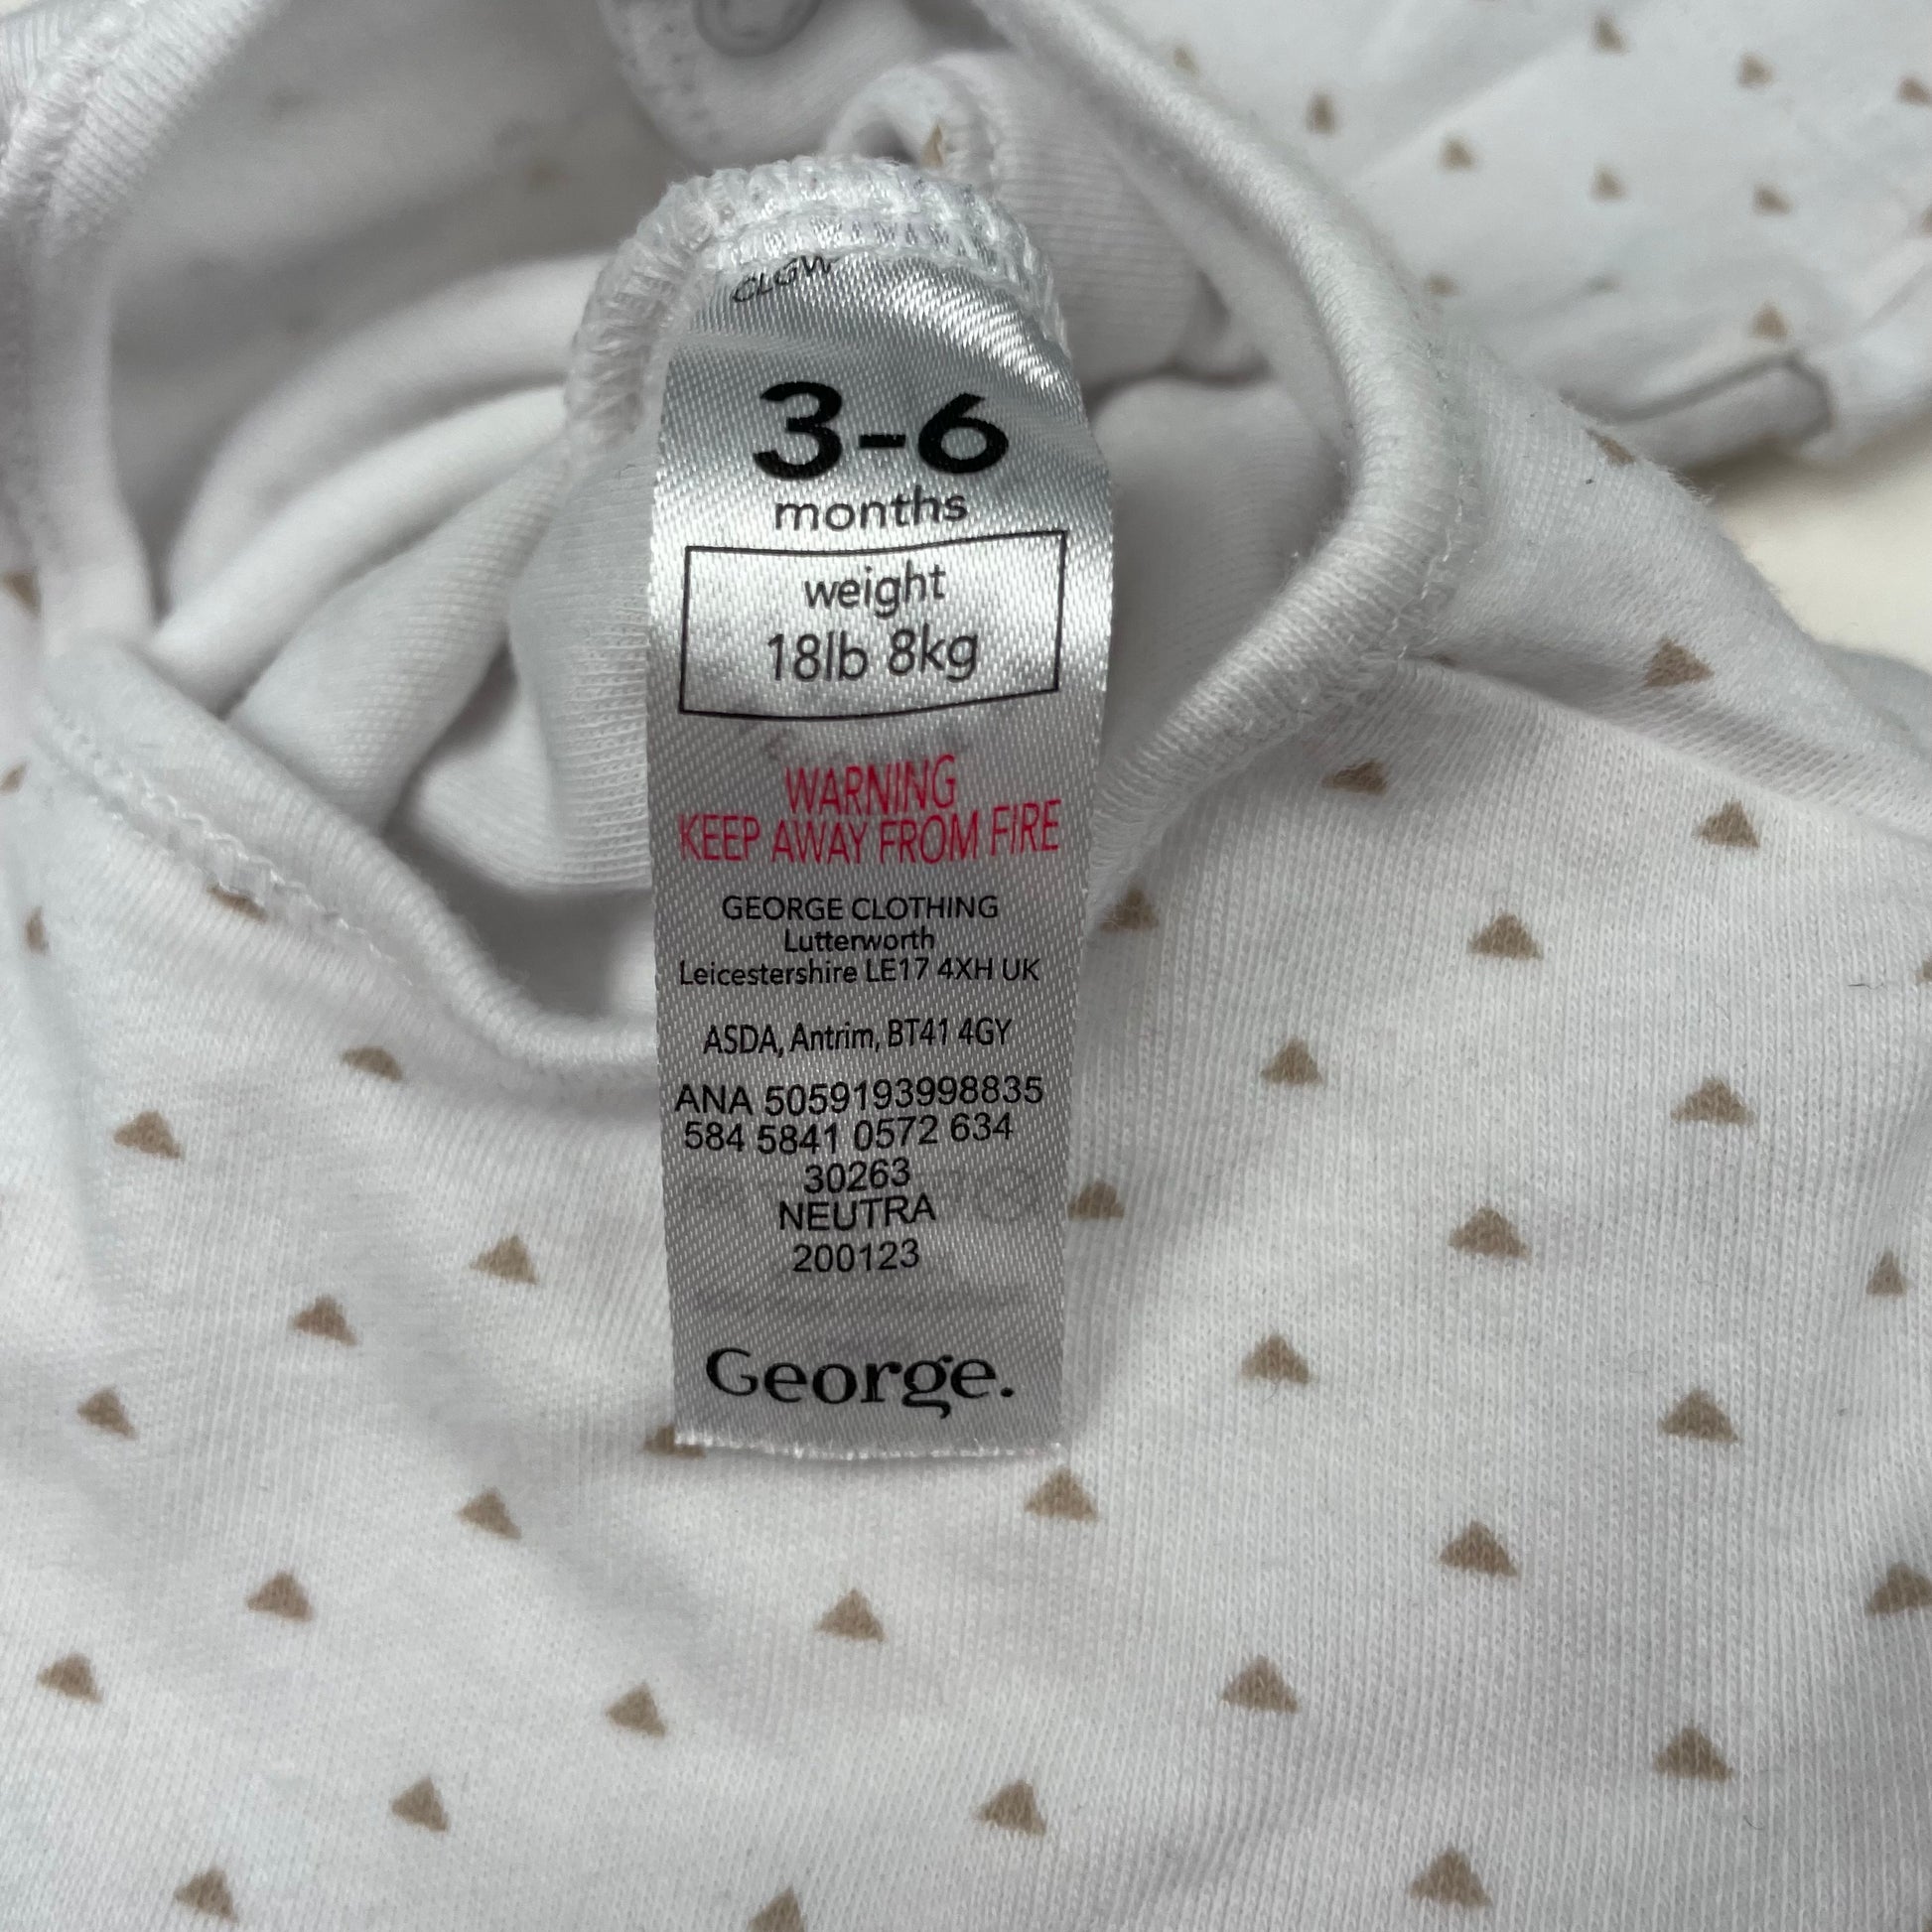 CLGW
3-6
months
weight
18lb 8kg
WARNING
KEEP AWAY FROM FIRE
GEORGE CLOTHING
Lutterworth
Leicestershire LE17 4XH UK
ASDA, Antrim, BT41 4GY
ANA 5059193998835
584 5841 0572 634
30263
NEUTRA
200123
George.